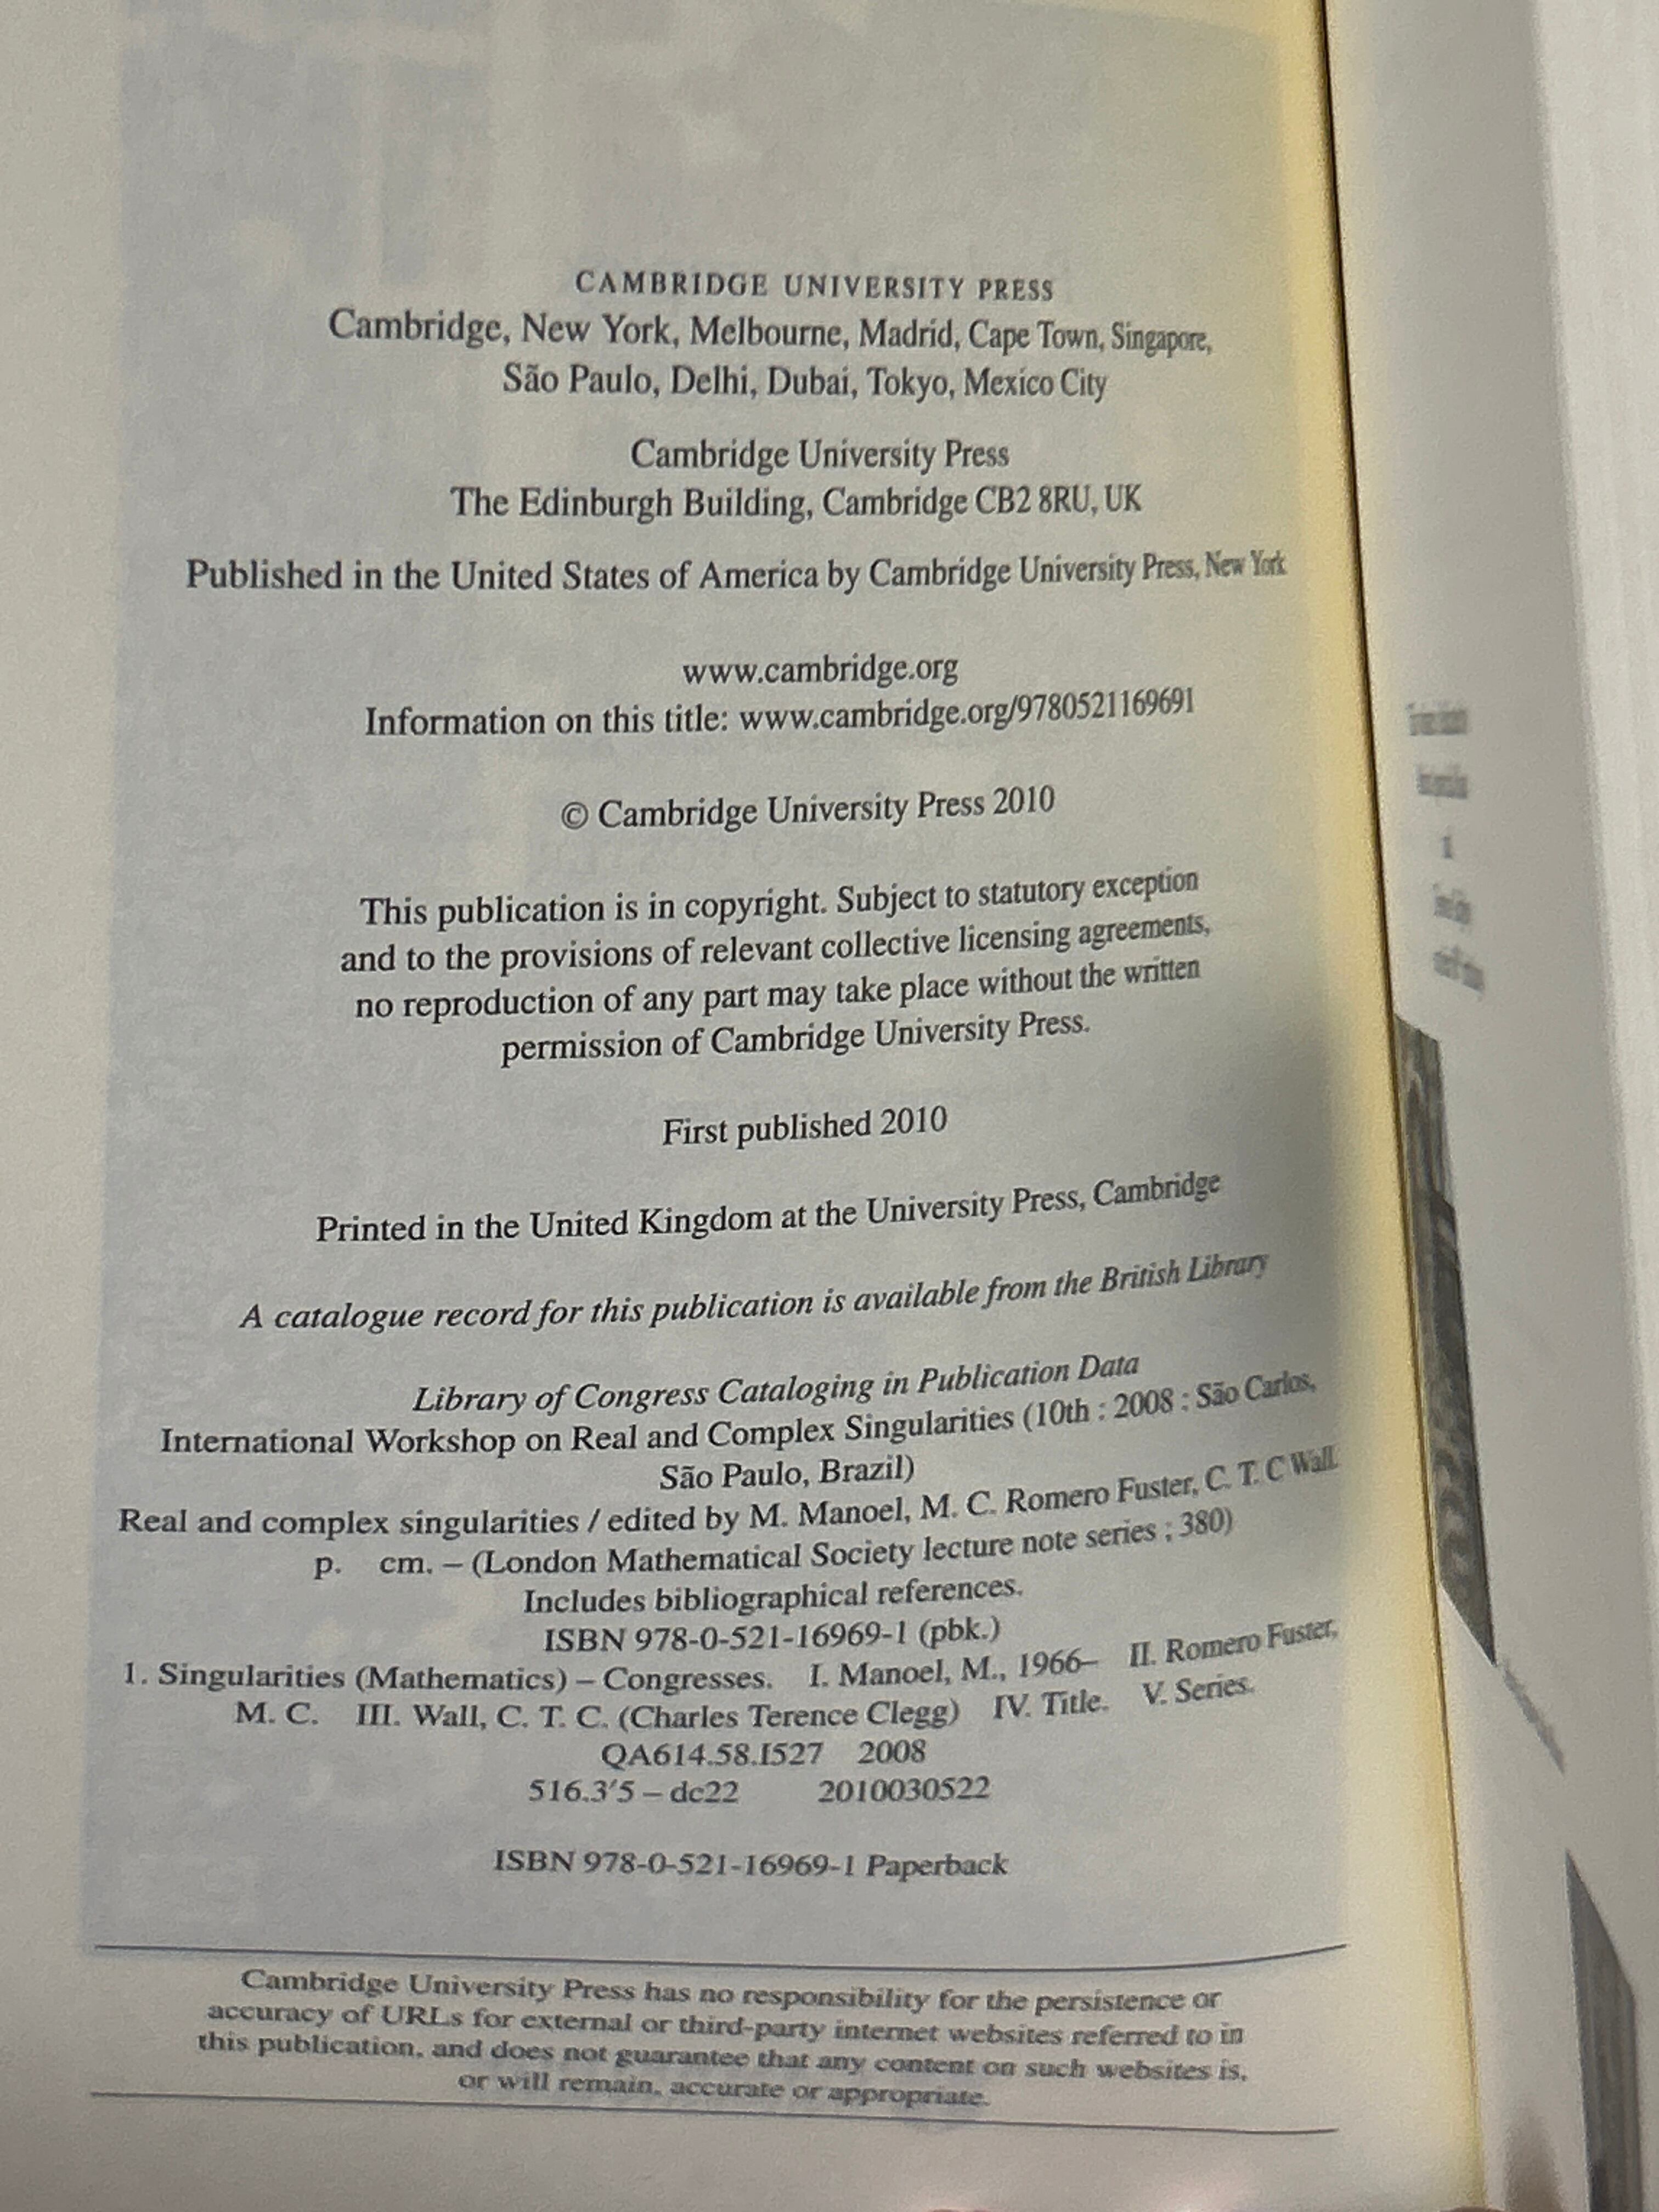 CAMBRIDGE UNIVERSITY PRESS
Cambridge, New York, Melbourne, Madrid, Cape Town, Singapore,
São Paulo, Delhi, Dubai, Tokyo, Mexico City
Cambridge University Press
The Edinburgh Building, Cambridge CB2 8RU, UK
Published in the United States of America by Cambridge University Press, New York
www.cambridge.org
Information on this title: www.cambridge.org/9780521169691
© Cambridge University Press 2010
This publication is in copyright. Subject to statutory exception
and to the provisions of relevant collective licensing agreements,
no reproduction of any part may take place without the written
permission of Cambridge University Press.
First published 2010
Printed in the United Kingdom at the University Press, Cambridge
A catalogue record for this publication is available from the British Library
Library of Congress Cataloging in Publication Data
International Workshop on Real and Complex Singularities (10th : 2008 : São Carlos,
São Paulo, Brazil)
Real and complex singularities / edited by M. Manoel, M. C. Romero Fuster, C. T. C Wall.
p. cm. – (London Mathematical Society lecture note series ; 380)
Includes bibliographical references.
ISBN 978-0-521-16969-1 (pbk.)
1. Singularities (Mathematics) – Congresses. I. Manoel, M., 1966– II. Romero Fuster,
M. C. III. Wall, C. T. C. (Charles Terence Clegg) IV. Title. V. Series.
QA614.58.I527 2008
516.3′5 – dc22 2010030522
ISBN 978-0-521-16969-1 Paperback
Cambridge University Press has no responsibility for the persistence or
accuracy of URLs for external or third-party internet websites referred to in
this publication, and does not guarantee that any content on such websites is,
or will remain, accurate or appropriate.